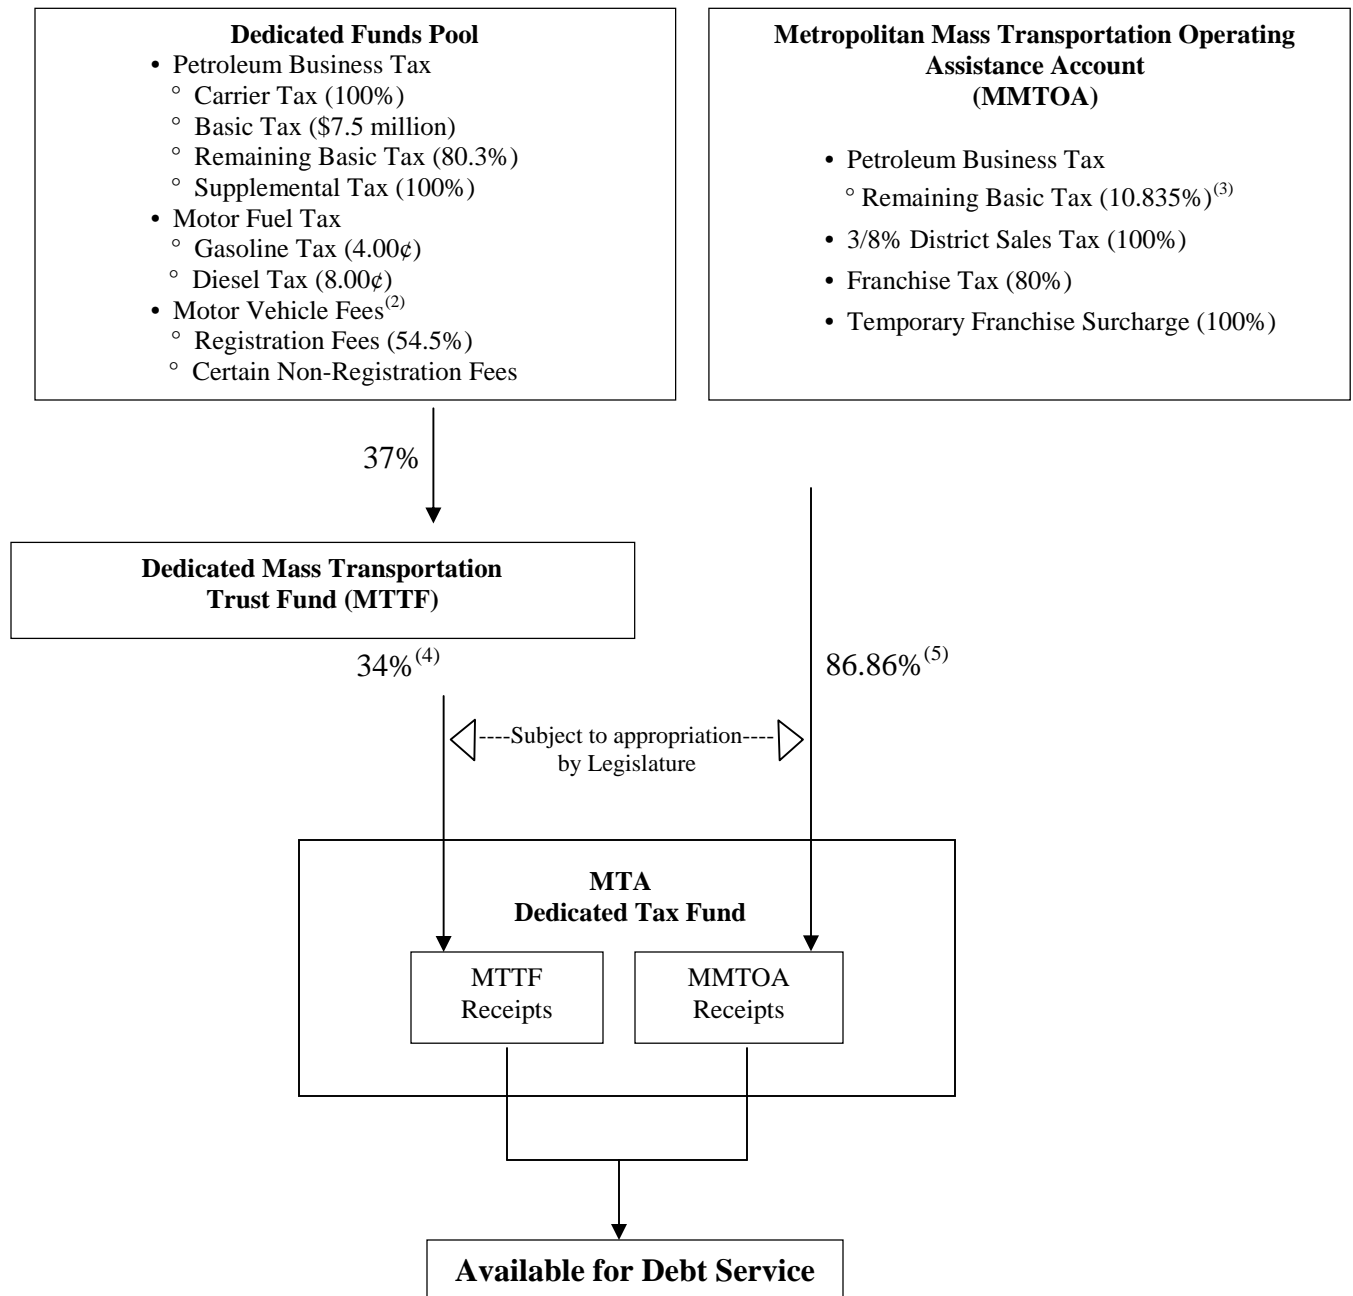 Dedicated Funds Pool
• Petroleum Business Tax
° Carrier Tax (100%)
° Basic Tax ($7.5 million)
° Remaining Basic Tax (80.3%)
° Supplemental Tax (100%)
• Motor Fuel Tax
° Gasoline Tax (4.00¢)
° Diesel Tax (8.00¢)
• Motor Vehicle Fees(2)
° Registration Fees (54.5%)
° Certain Non-Registration Fees
Metropolitan Mass Transportation Operating
Assistance Account
(MMTOA)
• Petroleum Business Tax
° Remaining Basic Tax (10.835%)(3)
• 3/8% District Sales Tax (100%)
• Franchise Tax (80%)
• Temporary Franchise Surcharge (100%)
37%
Dedicated Mass Transportation
Trust Fund (MTTF)
34%(4)
86.86%(5)
----Subject to appropriation----
by Legislature
MTA
Dedicated Tax Fund
MTTF
Receipts
MMTOA
Receipts
Available for Debt Service